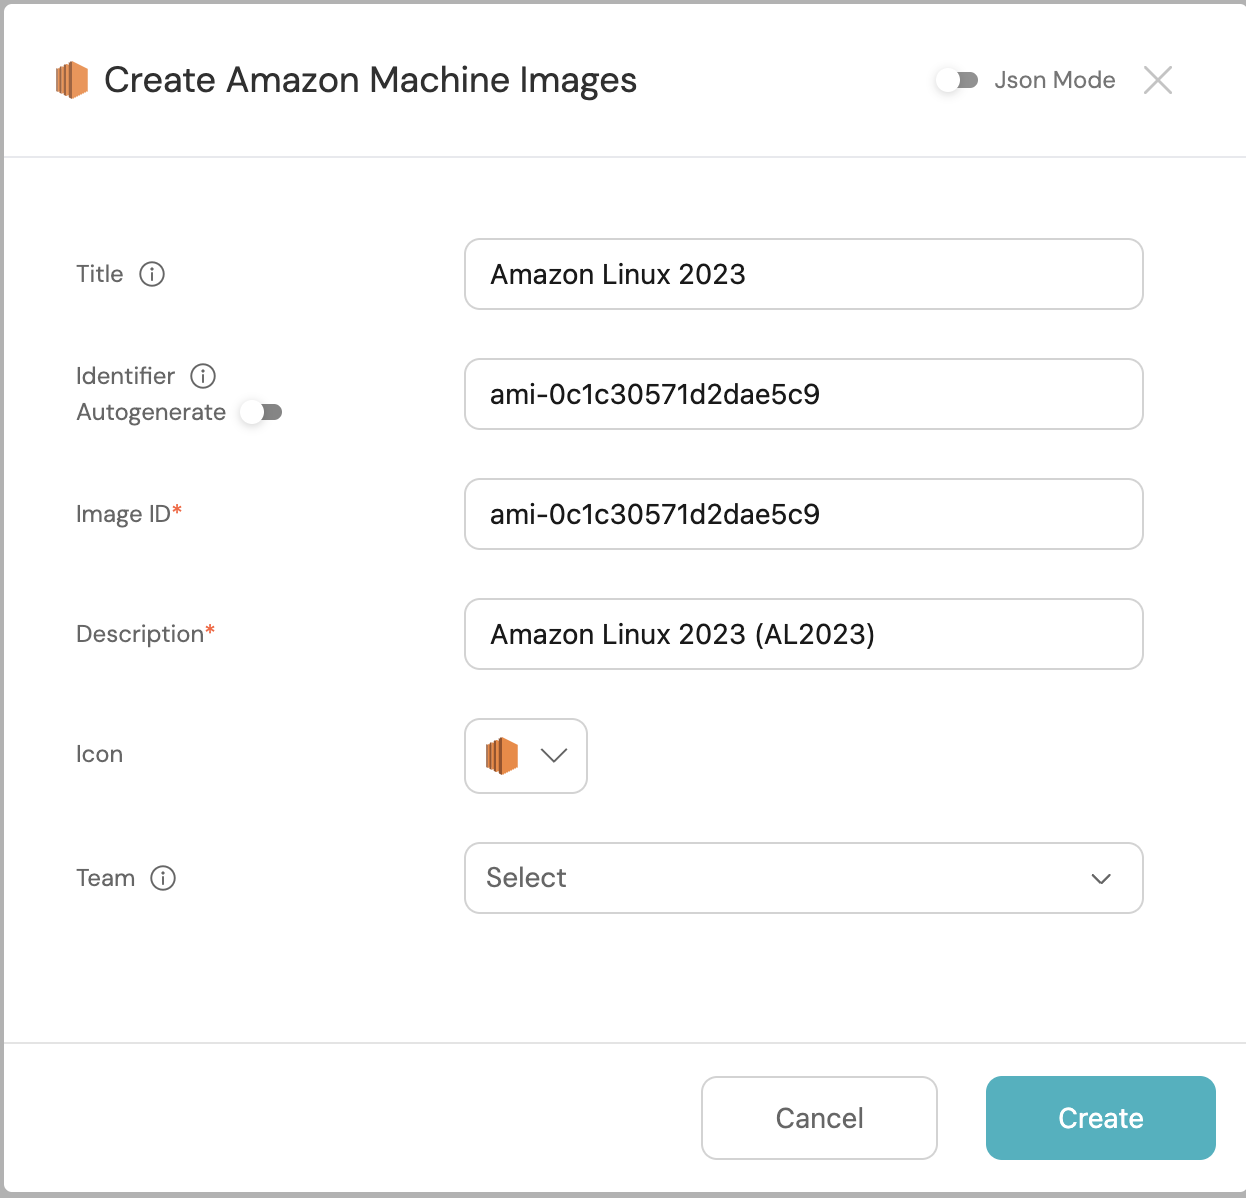 Create Amazon Machine Images
Json Mode
Title
Amazon Linux 2023
Identifier
Autogenerate
ami-0c1c30571d2dae5c9
Image ID*
ami-0c1c30571d2dae5c9
Description*
Amazon Linux 2023 (AL2023)
Icon
Team
Select
Cancel
Create